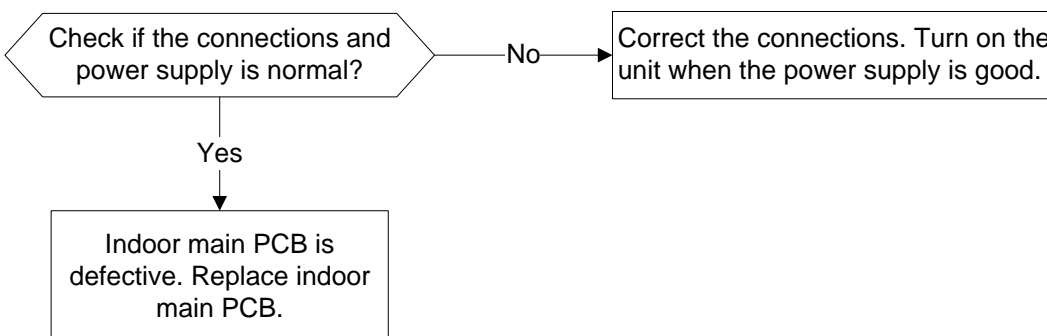 Check if the connections and
power supply is normal?
No
Correct the connections. Turn on the
unit when the power supply is good.
Yes
Indoor main PCB is
defective. Replace indoor
main PCB.